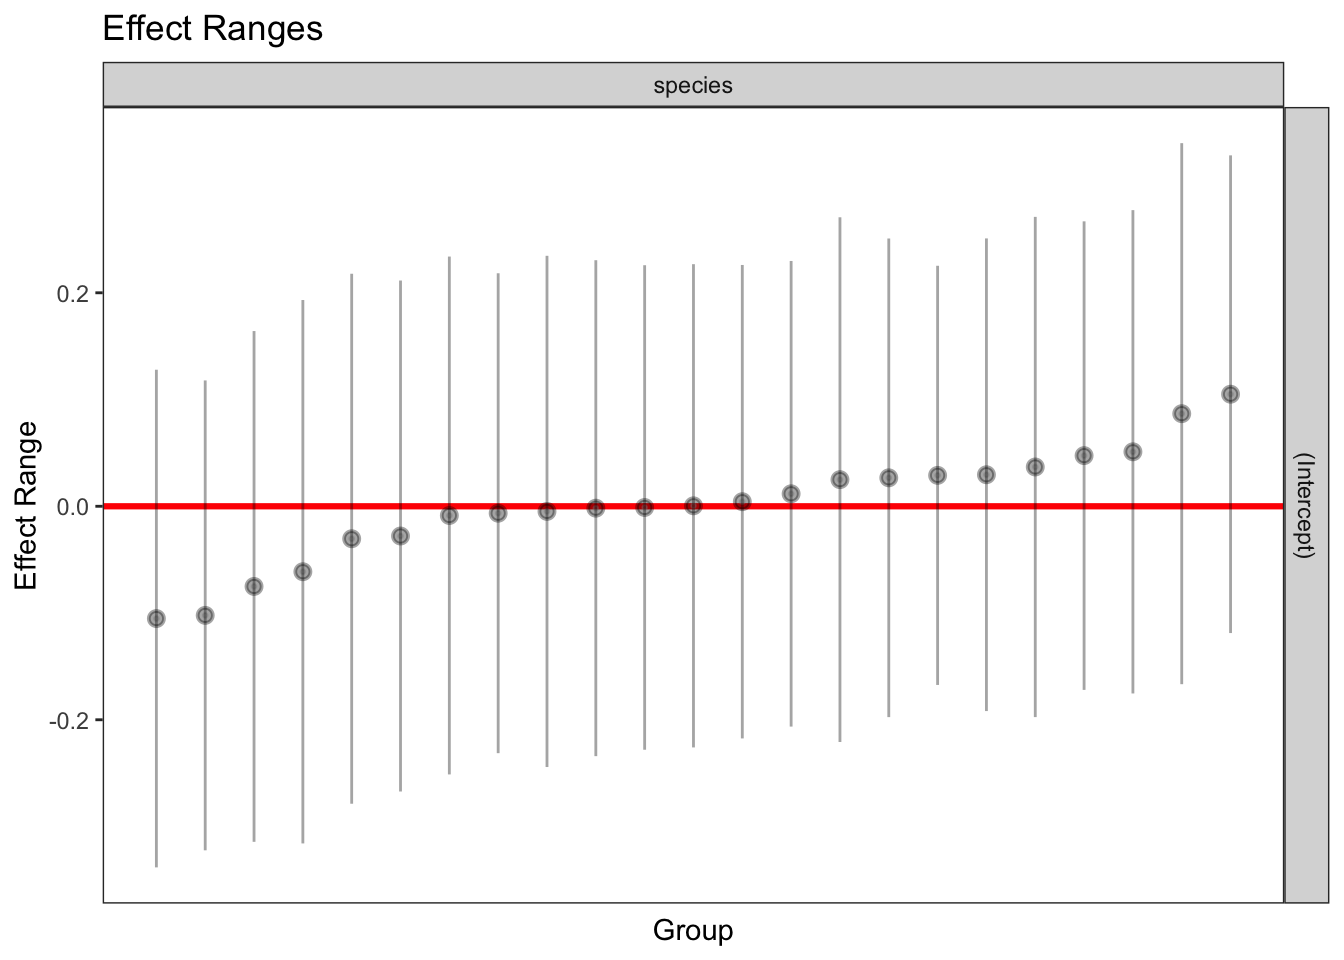 Effect Ranges
species
0.2
0.0
-0.2
Effect Range
(Intercept)
Group